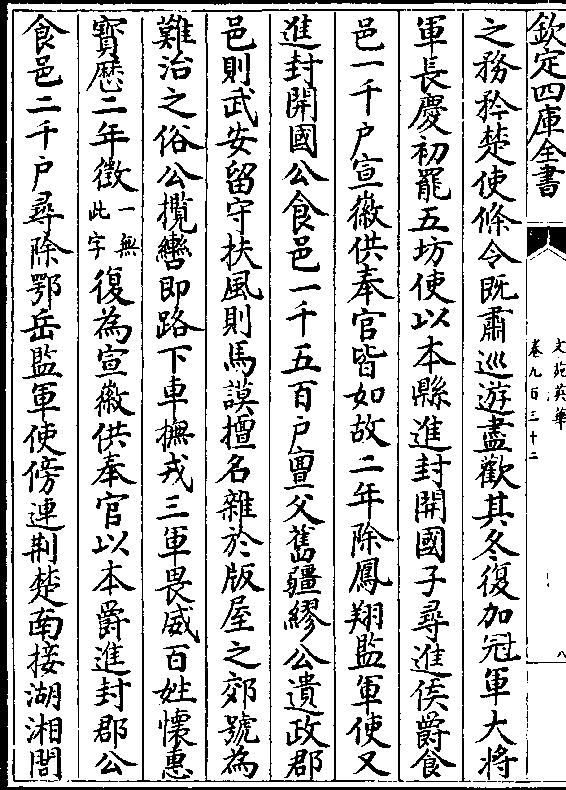 欽定四庫全書
文苑英華
卷九百三十二
八
之務矜楚使條令既肅巡遊盡歡其冬復加冠軍大將
軍長慶初罷五坊使以本縣進封開國子尋進侯爵食
邑一千户宣徽供奉官皆如故二年除鳳翔監軍使又
進封開國公食邑一千五百户亶父舊疆繆公遺政郡
邑則武安留守扶風則馬謨擅名雜於版屋之郊號為
難治之俗公攬轡即路下車撫戎三軍畏威百姓懷惠
寳厯二年徴一無此字復為宣徽供奉官以本爵進封郡公
食邑二千户尋除鄂岳監軍使傍連荆楚南接湖湘閭